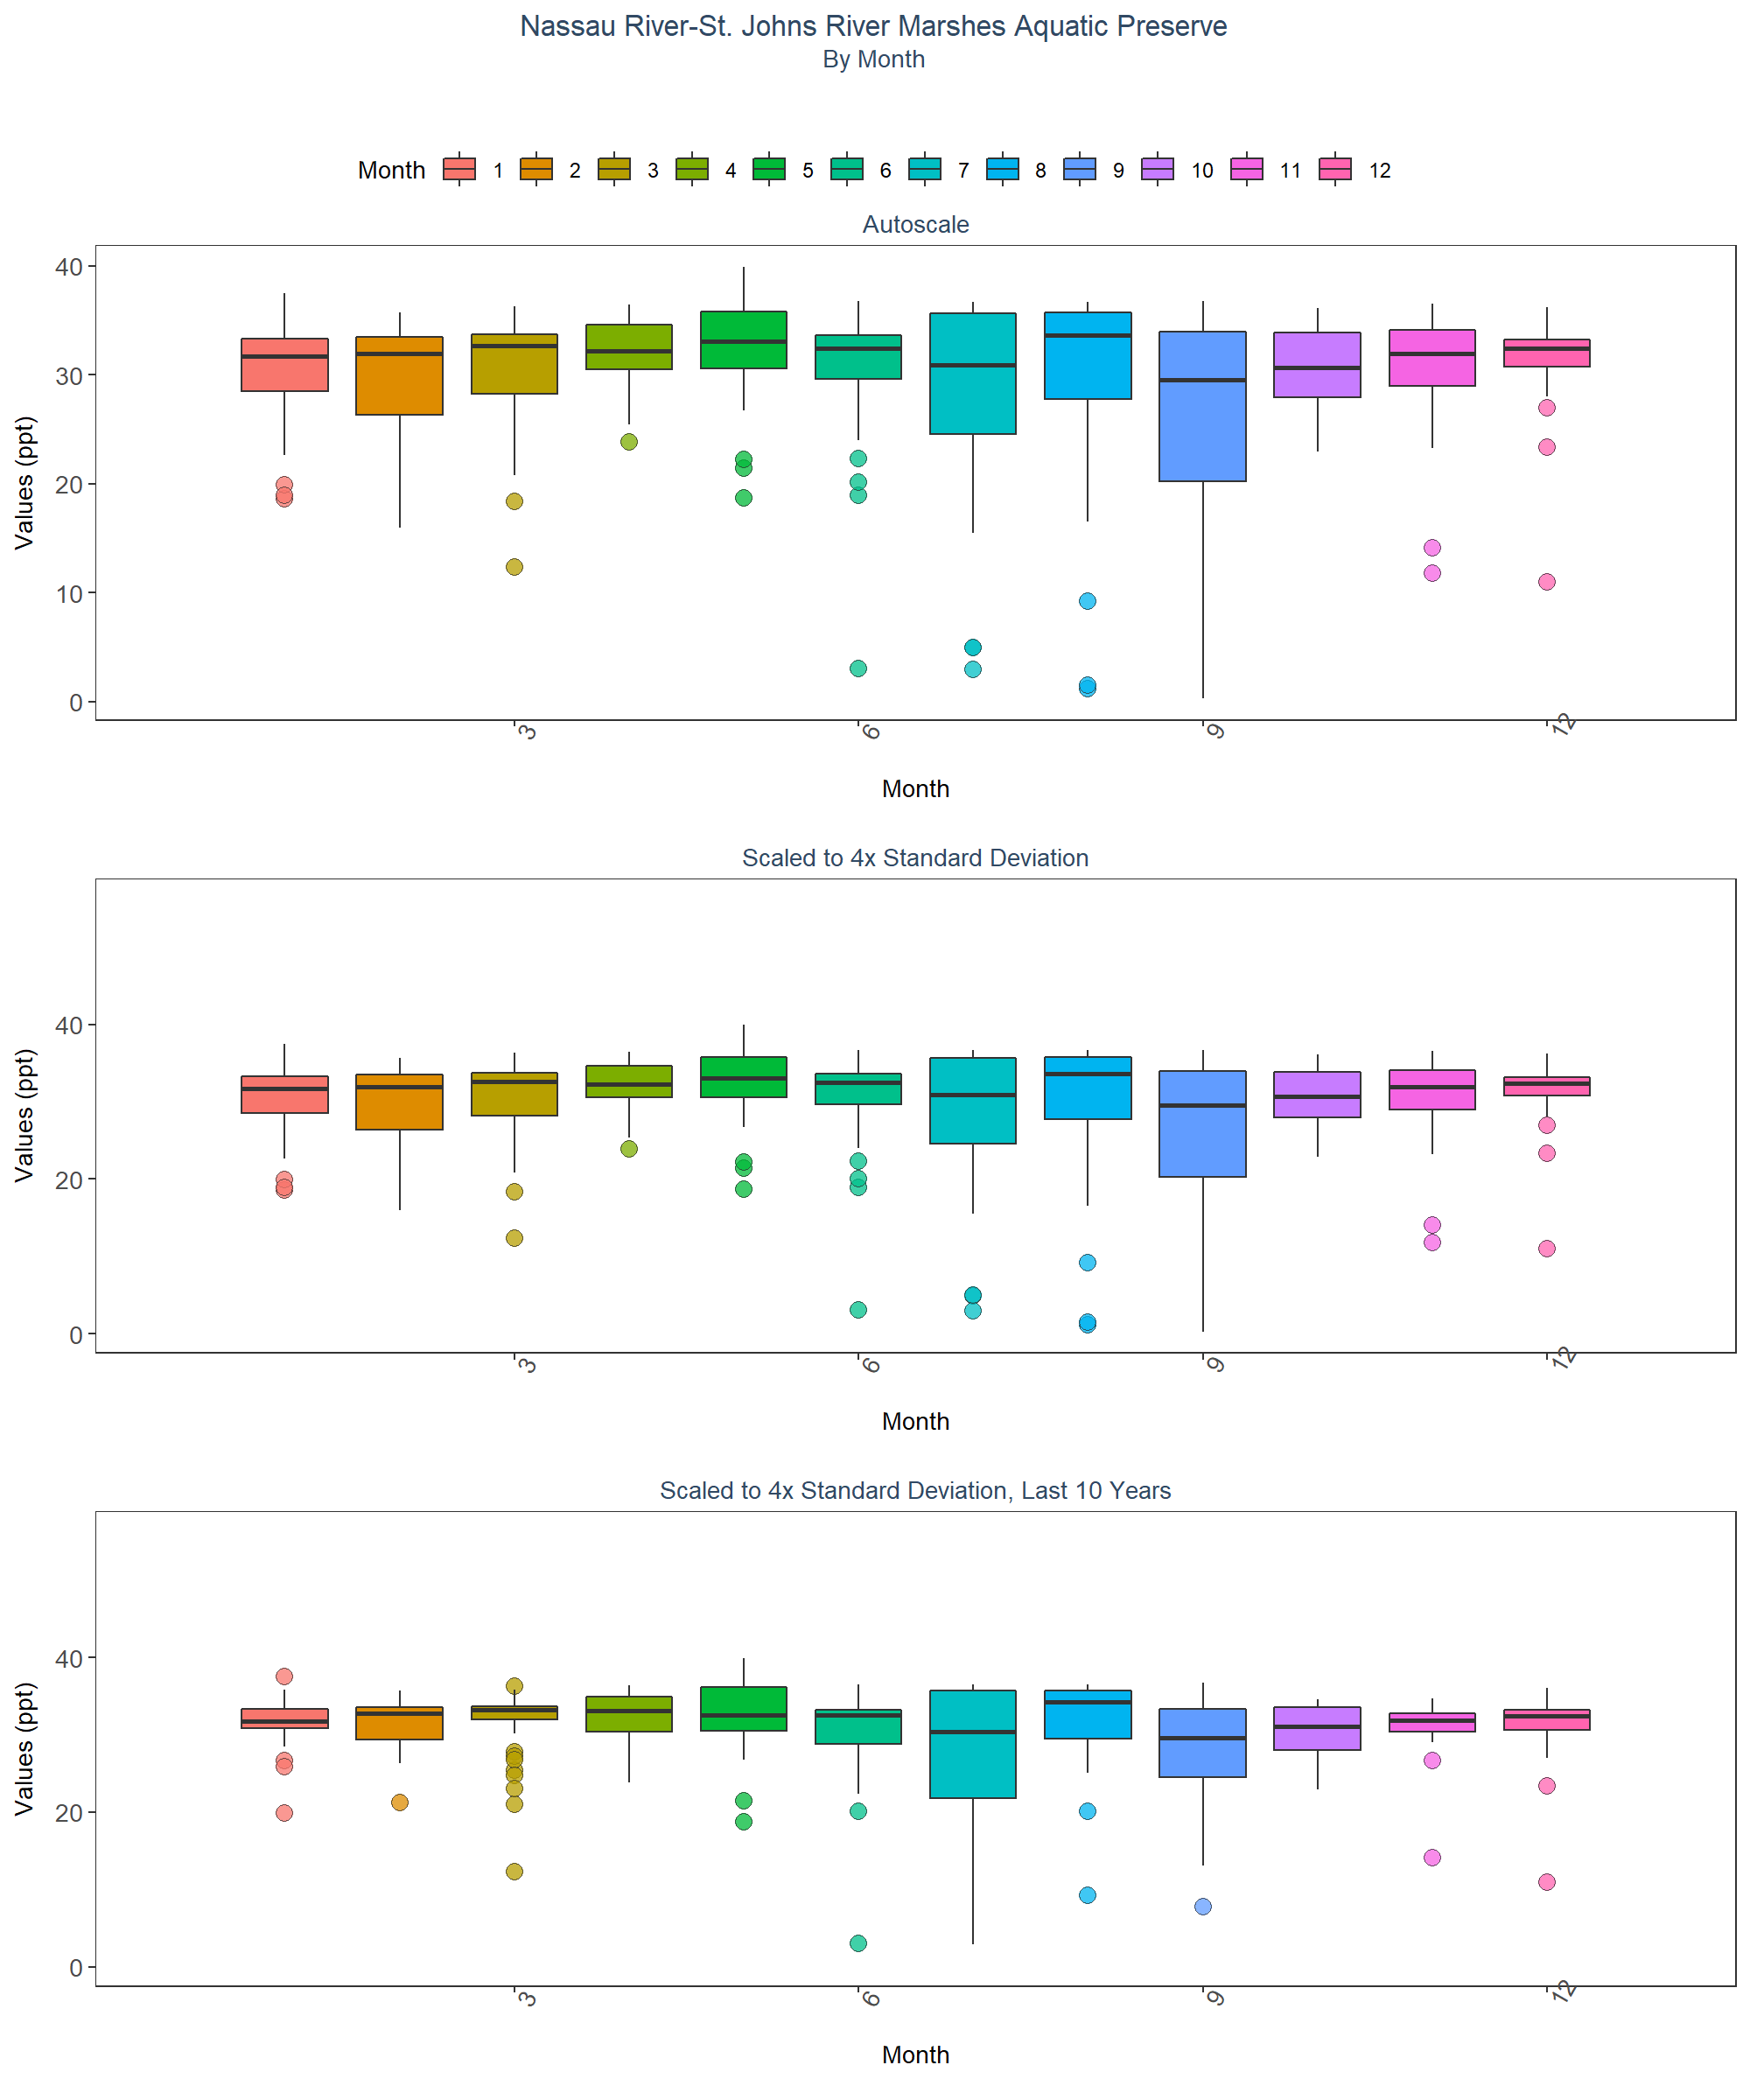 Nassau River-St. Johns River Marshes Aquatic Preserve
By Month
Month 1 2 3 4 5 6 7 8 9 10 11 12
Autoscale
Values (ppt)
40
30
20
10
0
3 6 9 12
Month
Scaled to 4x Standard Deviation
Values (ppt)
40
20
0
3 6 9 12
Month
Scaled to 4x Standard Deviation, Last 10 Years
Values (ppt)
40
20
0
3 6 9 12
Month